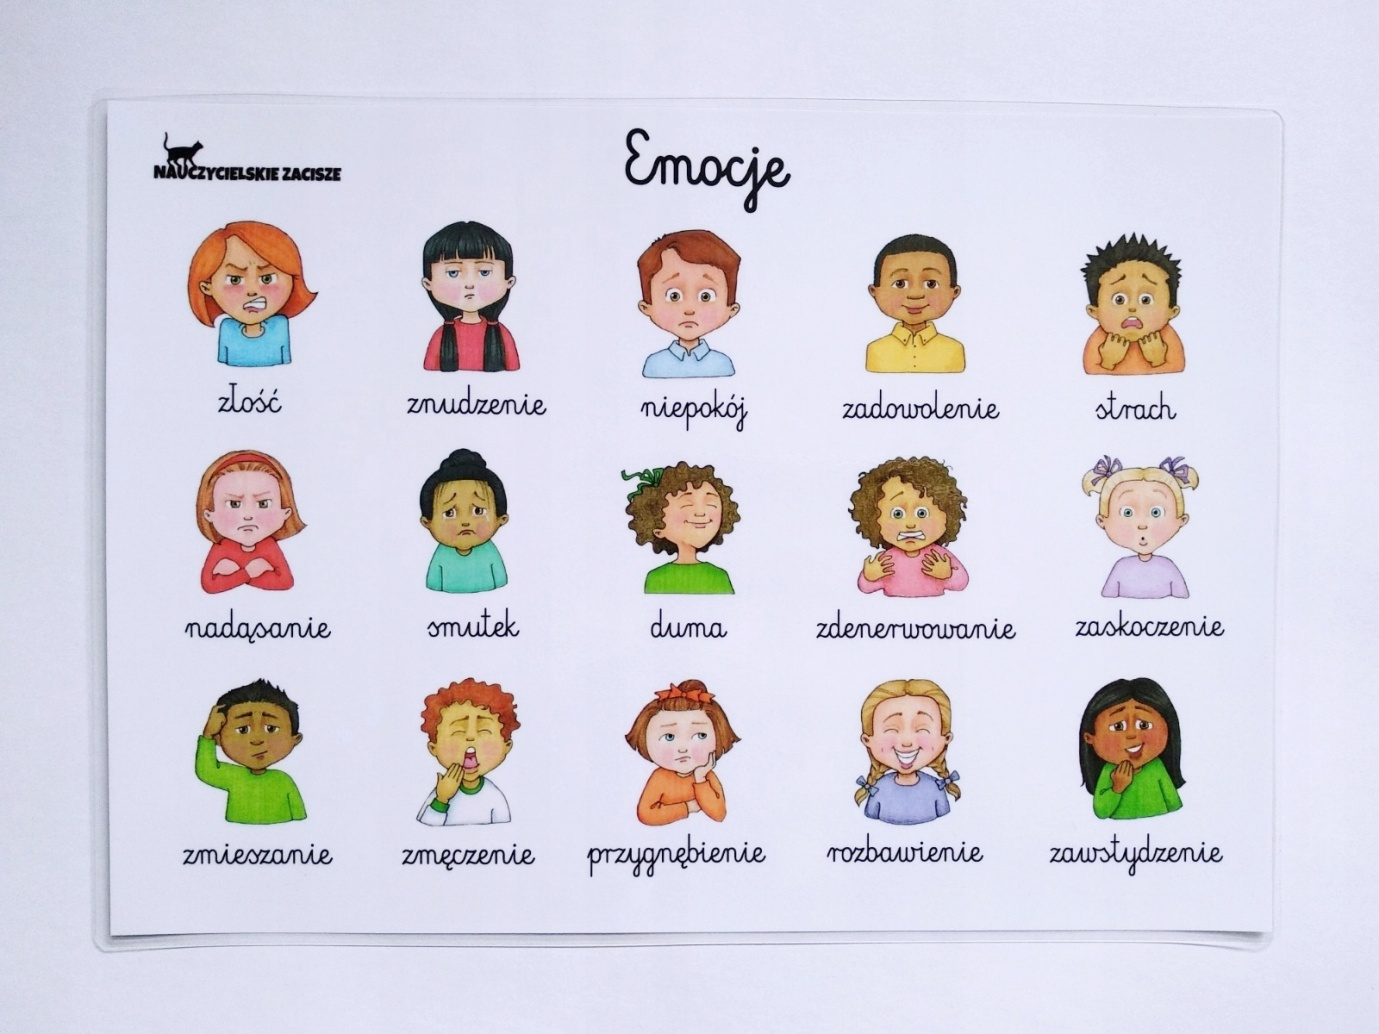 NAUCZYCIELSKIE ZACISZE
Emocje
złość znudzenie niepokój zadowolenie strach
nadąsanie smutek duma zdenerwowanie zaskoczenie
zmieszanie zmęczenie przygnębienie rozbawienie zawstydzenie